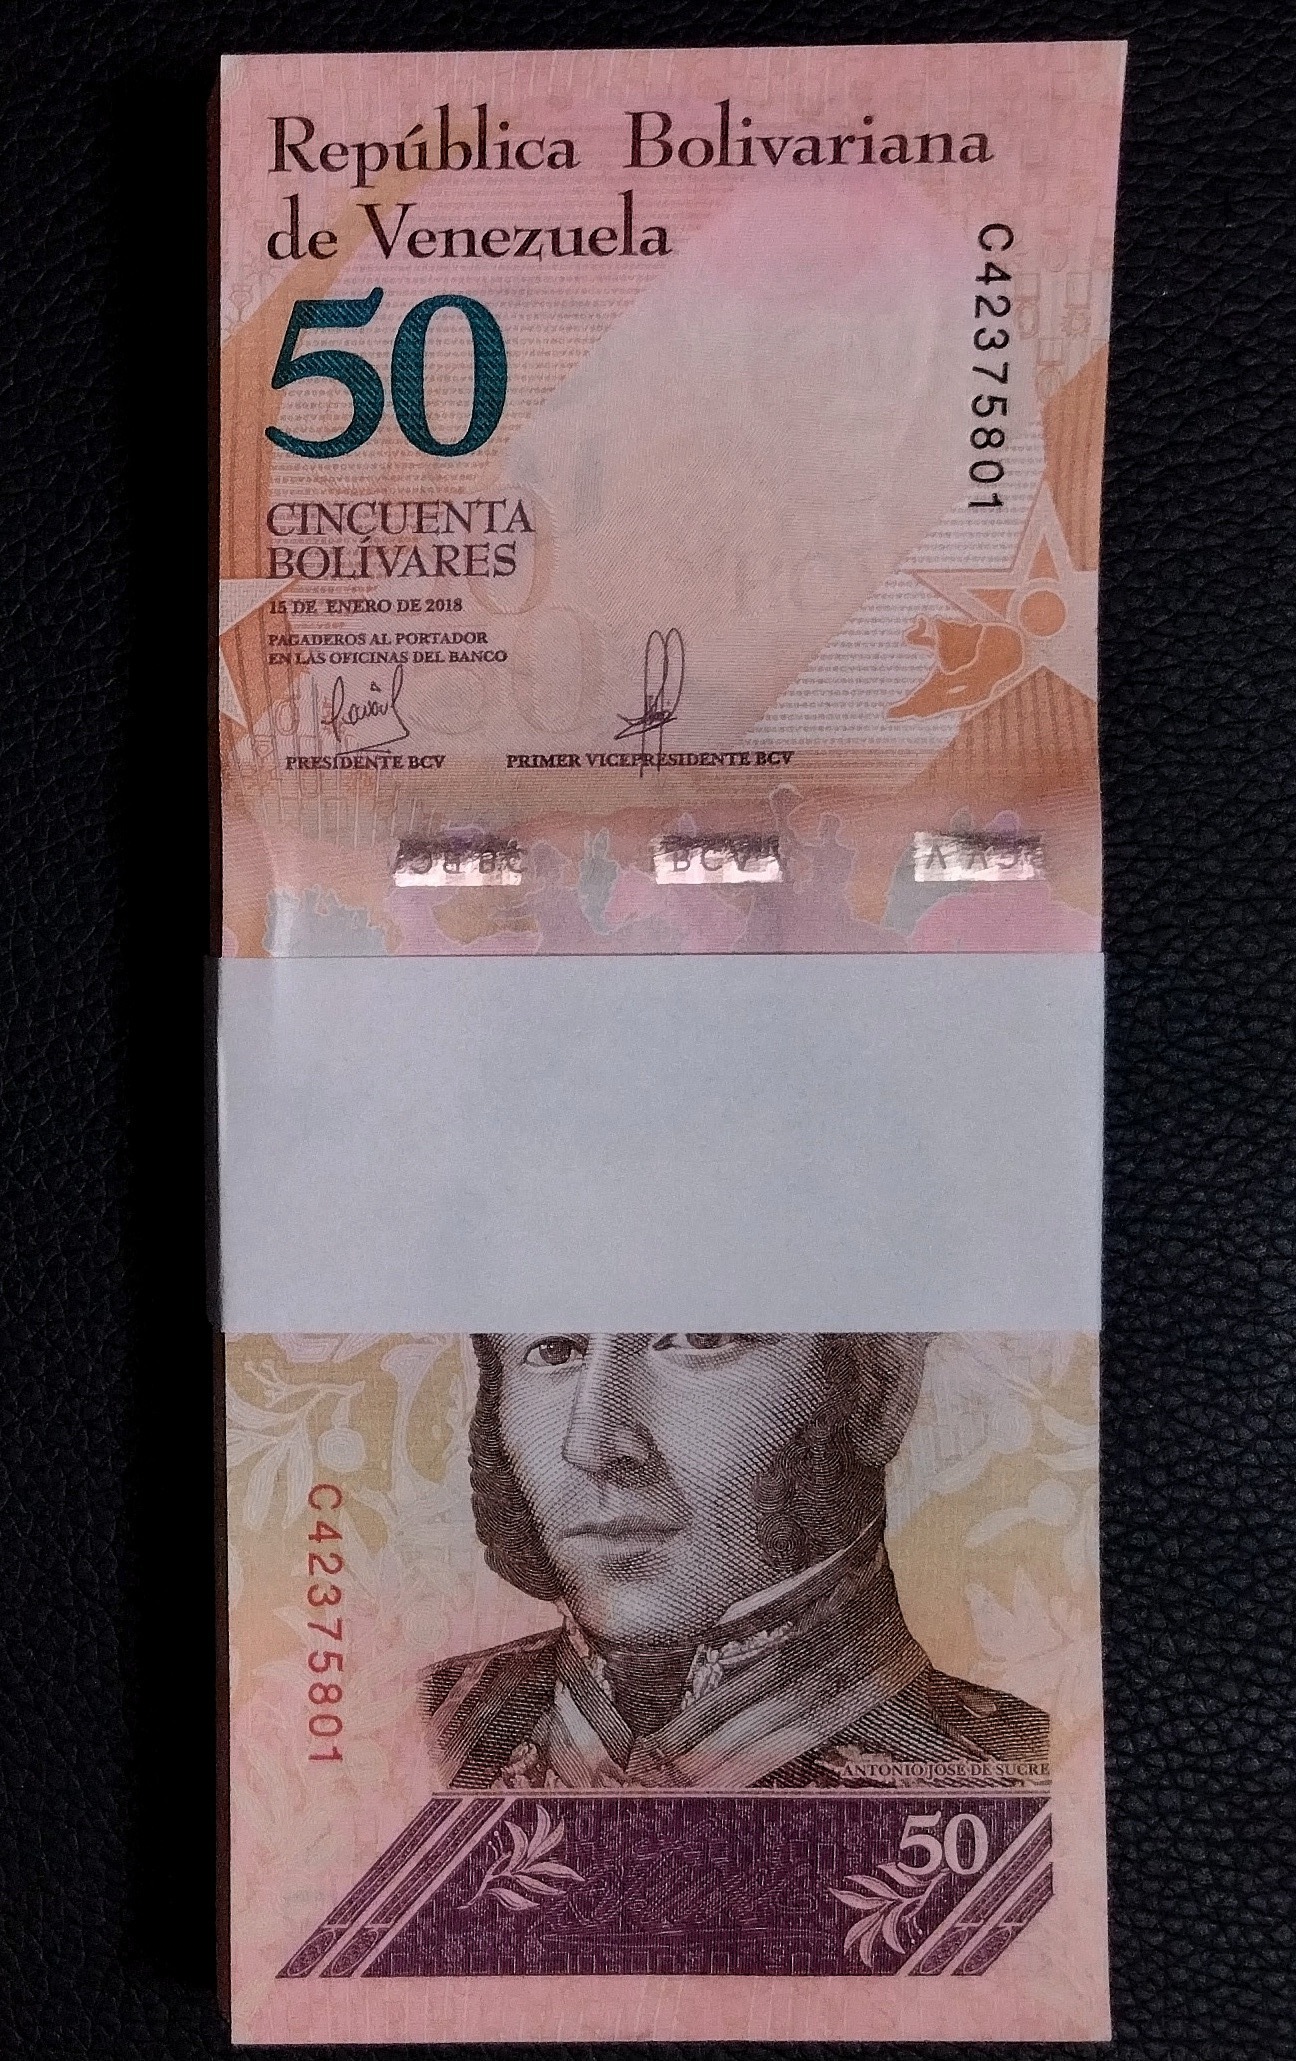 República Bolivariana
de Venezuela
C42375801
50
CINCUENTA
BOLÍVARES
15 DE ENERO DE 2018
PAGADEROS AL PORTADOR
EN LAS OFICINAS DEL BANCO
PRESIDENTE BCV
PRIMER VICEPRESIDENTE BCV
BCV
C42375801
ANTONIO JOSÉ DE SUCRE
50